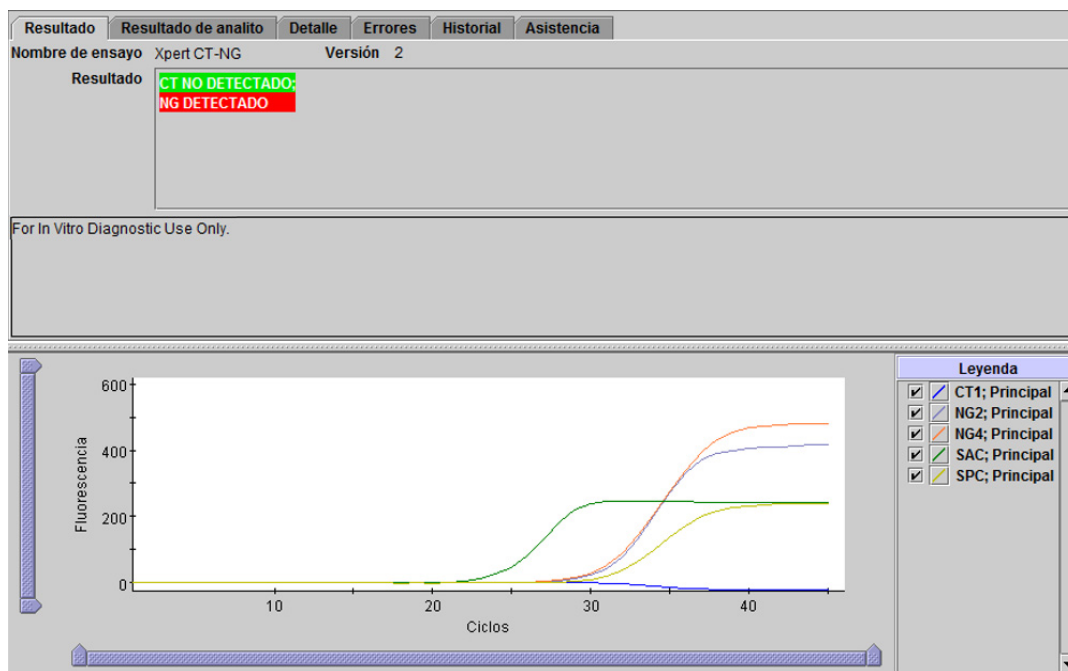 Resultado Resultado de analito Detalle Errores Historial Asistencia
Nombre de ensayo Xpert CT-NG Versión 2
Resultado CT NO DETECTADO;
NG DETECTADO
For In Vitro Diagnostic Use Only.
600
400
200
0
Fluorescencia
10 20 30 40
Ciclos
Leyenda
CT1; Principal
NG2; Principal
NG4; Principal
SAC; Principal
SPC; Principal